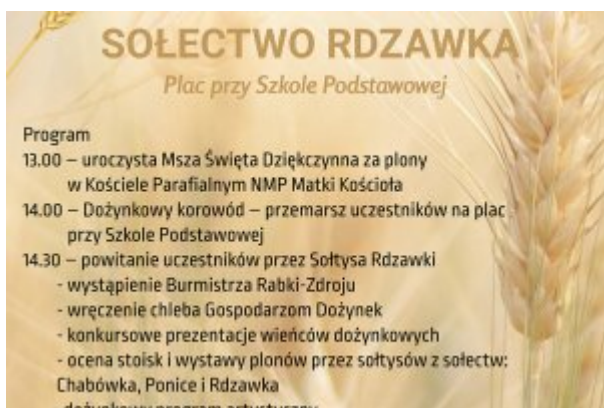 SOŁECTWO RDZAWKA
Plac przy Szkole Podstawowej
Program
13.00 – uroczysta Msza Święta Dziękczynna za plony
w Kościele Parafialnym NMP Matki Kościoła
14.00 – Dożynkowy korowód – przemarsz uczestników na plac
przy Szkole Podstawowej
14.30 – powitanie uczestników przez Sołtysa Rdzawki
- wystąpienie Burmistrza Rabki-Zdroju
- wręczenie chleba Gospodarzom Dożynek
- konkursowe prezentacje wieńców dożynkowych
- ocena stoisk i wystawy plonów przez sołtysów z sołectw:
Chabówka, Ponice i Rdzawka
-dożynkowy program artystyczny